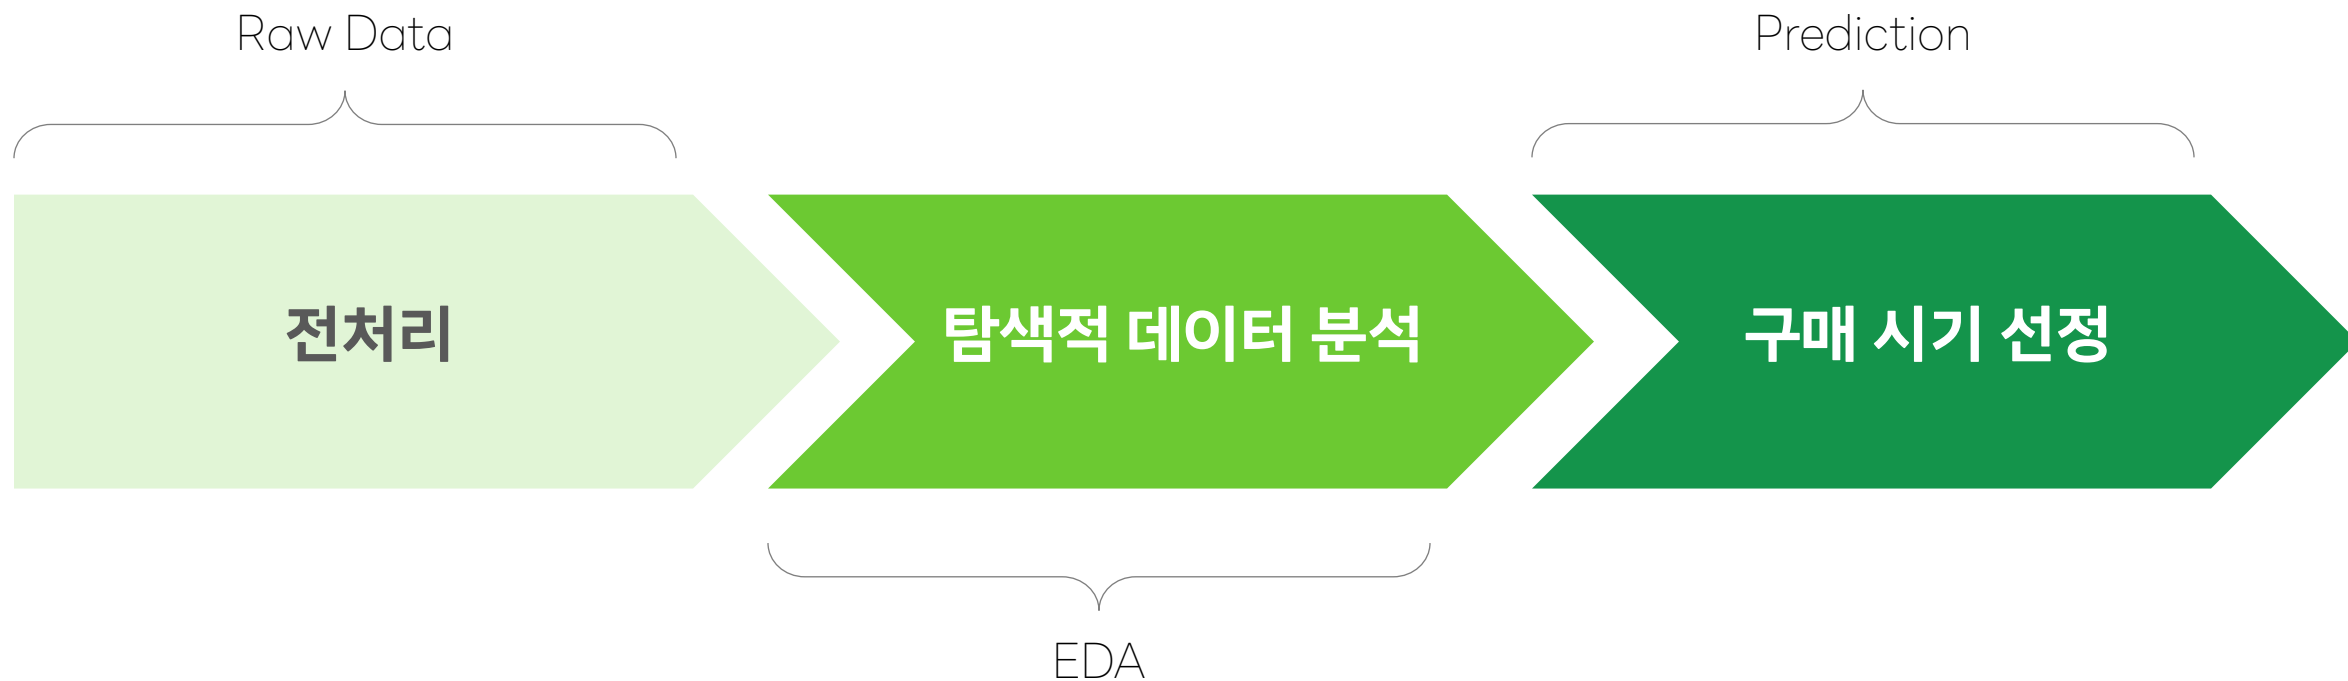 Raw Data
Prediction
전처리
탐색적 데이터 분석
구매 시기 선정
EDA